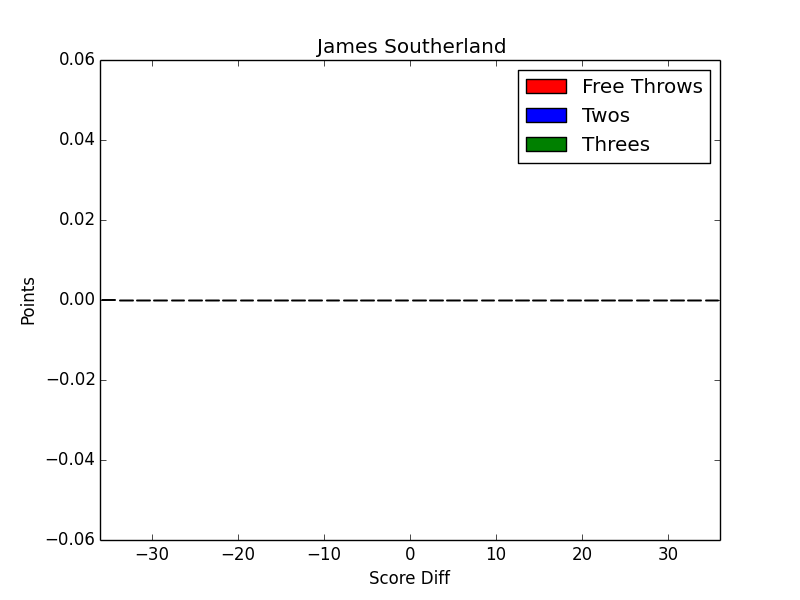 James Southerland
0.06
0.04
0.02
0.00
−0.02
−0.04
−0.06
Points
Free Throws
Twos
Threes
−30 −20 −10 0 10 20 30
Score Diff